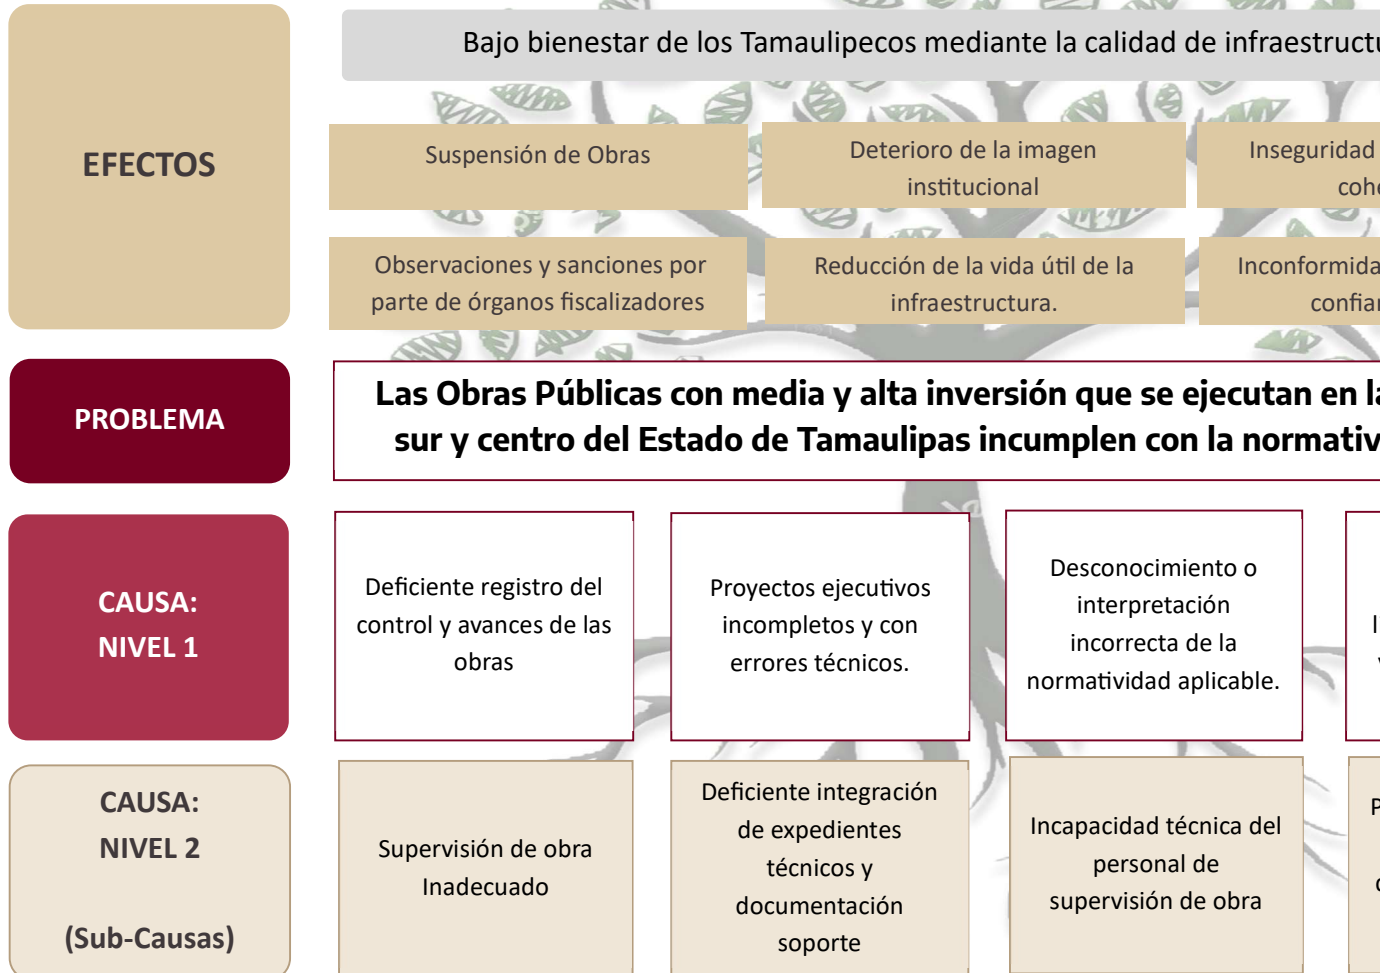 EFECTOS
Bajo bienestar de los Tamaulipecos mediante la calidad de
Suspensión de Obras
Deterioro de la imagen
institucional
Inseguridad
Observaciones y sanciones por
parte de órganos fiscalizadores
Reducción de la vida útil de la
infraestructura.
PROBLEMA
Las Obras Públicas con media y alta inversión que se ejecutan en
sur y centro del Estado de Tamaulipas incumplen con la
CAUSA:
NIVEL 1
Deficiente registro del
control y avances de las
obras
Proyectos ejecutivos
incompletos y con
errores técnicos.
Desconocimiento o
interpretación
incorrecta de la
normatividad aplicable.
CAUSA:
NIVEL 2
(Sub-Causas)
Supervisión de obra
Inadecuado
Deficiente integración
de expedientes
técnicos y
documentación
soporte
Incapacidad técnica del
personal de
supervisión de obra